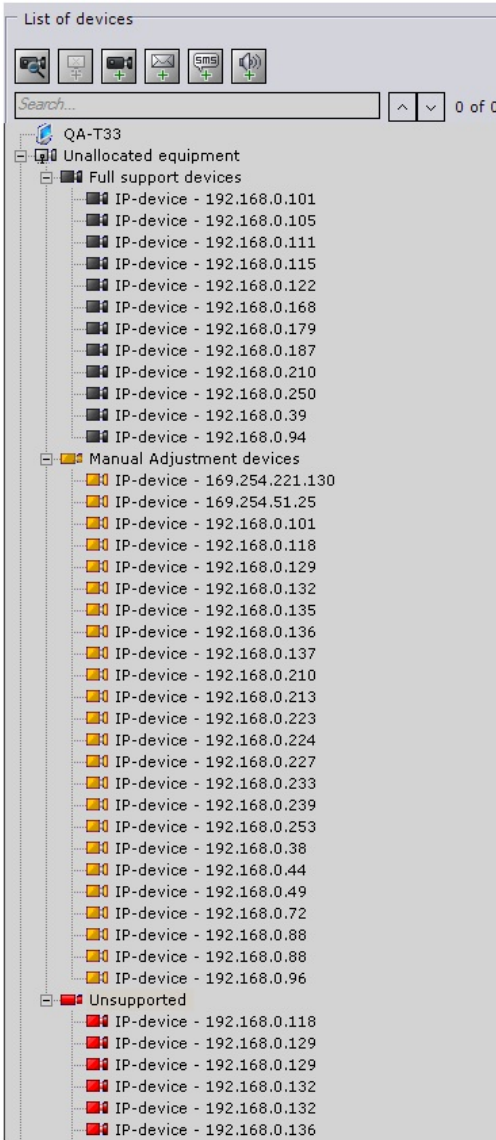 List of devices
SMS
Search...
0 of 0
QA-T33
Unallocated equipment
Full support devices
IP-device - 192.168.0.101
IP-device - 192.168.0.105
IP-device - 192.168.0.111
IP-device - 192.168.0.115
IP-device - 192.168.0.122
IP-device - 192.168.0.168
IP-device - 192.168.0.179
IP-device - 192.168.0.187
IP-device - 192.168.0.210
IP-device - 192.168.0.250
IP-device - 192.168.0.39
IP-device - 192.168.0.94
Manual Adjustment devices
IP-device - 169.254.221.130
IP-device - 169.254.51.25
IP-device - 192.168.0.101
IP-device - 192.168.0.118
IP-device - 192.168.0.129
IP-device - 192.168.0.132
IP-device - 192.168.0.135
IP-device - 192.168.0.136
IP-device - 192.168.0.137
IP-device - 192.168.0.210
IP-device - 192.168.0.213
IP-device - 192.168.0.223
IP-device - 192.168.0.224
IP-device - 192.168.0.227
IP-device - 192.168.0.233
IP-device - 192.168.0.239
IP-device - 192.168.0.253
IP-device - 192.168.0.38
IP-device - 192.168.0.44
IP-device - 192.168.0.49
IP-device - 192.168.0.72
IP-device - 192.168.0.88
IP-device - 192.168.0.88
IP-device - 192.168.0.96
Unsupported
IP-device - 192.168.0.118
IP-device - 192.168.0.129
IP-device - 192.168.0.129
IP-device - 192.168.0.132
IP-device - 192.168.0.132
IP-device - 192.168.0.136